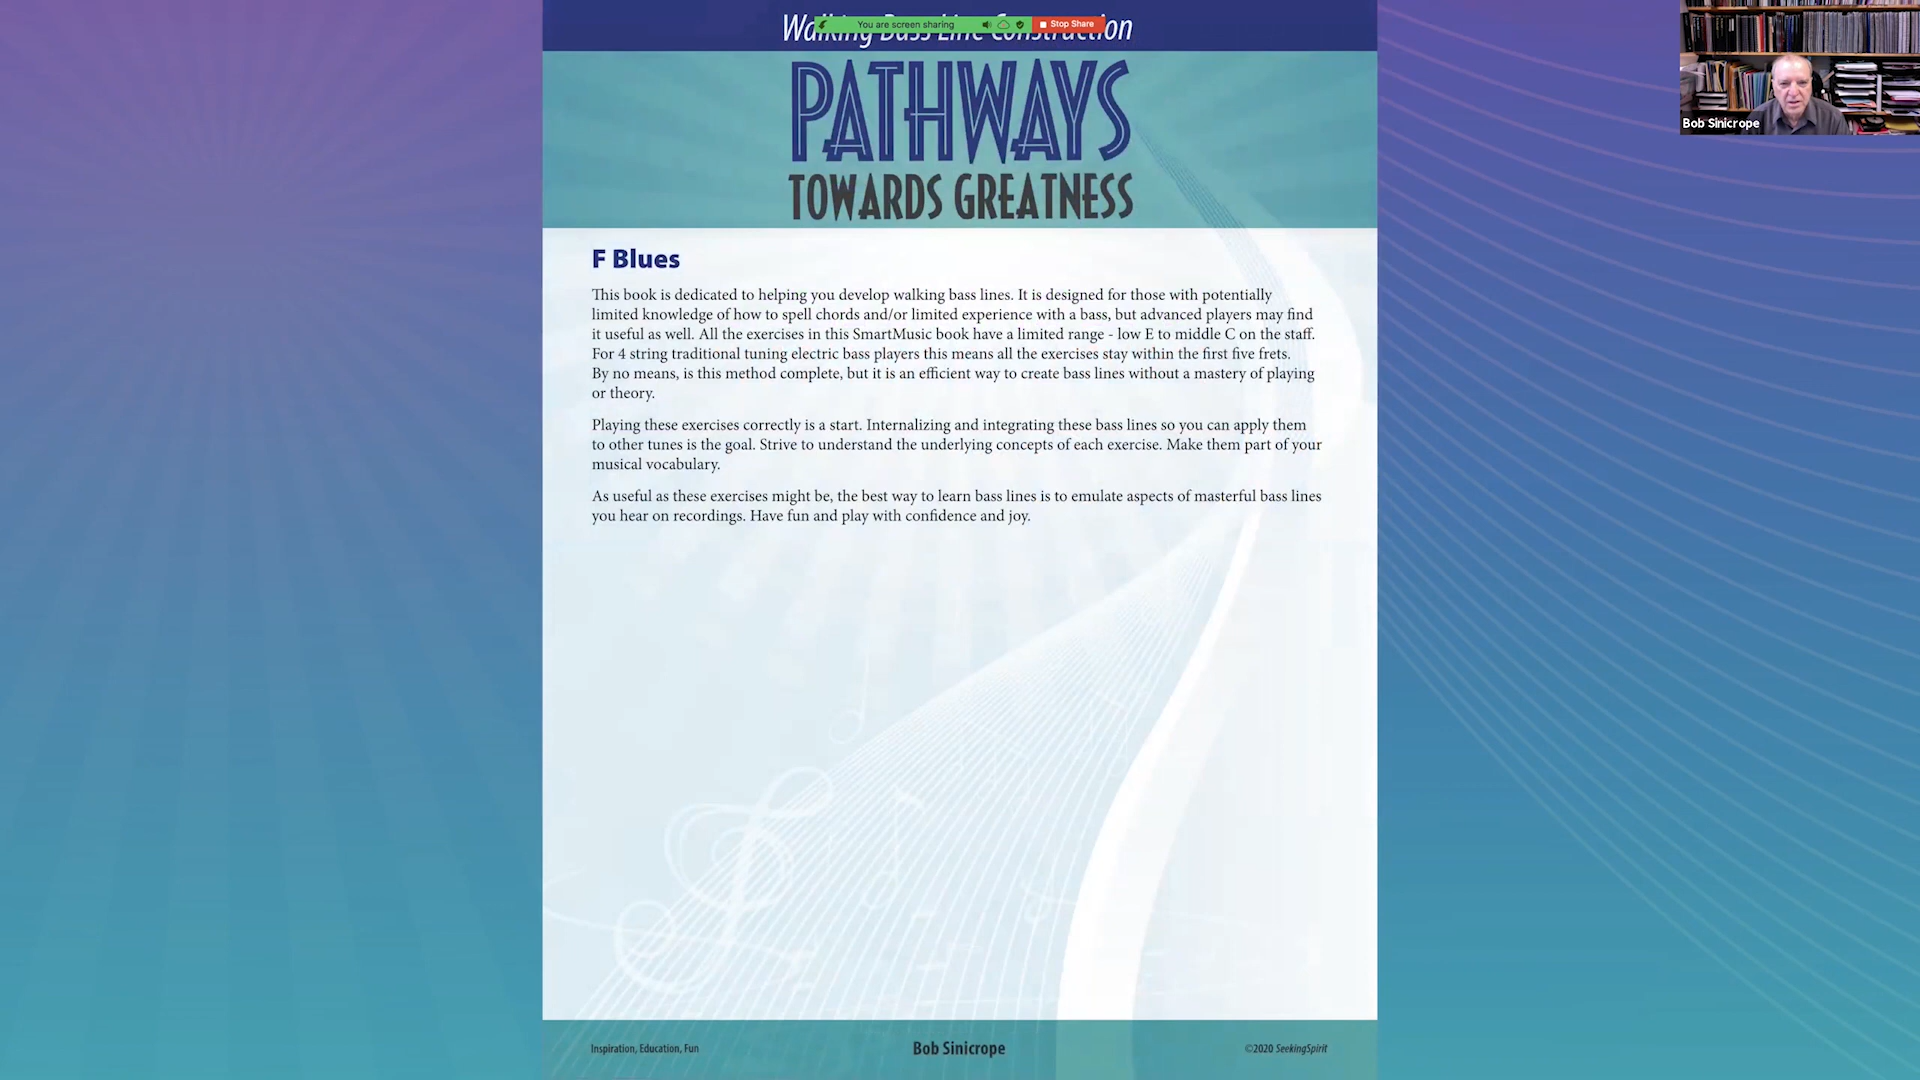 Walking Bass Line Construction
You are screen sharing
Stop Share
PATHWAYS
TOWARDS GREATNESS
Bob Sinicrope
F Blues
This book is dedicated to helping you develop walking bass lines. It is designed for those with potentially
limited knowledge of how to spell chords and/or limited experience with a bass, but advanced players may find
it useful as well. All the exercises in this SmartMusic book have a limited range - low E to middle C on the staff.
For 4 string traditional tuning electric bass players this means all the exercises stay within the first five frets.
By no means, is this method complete, but it is an efficient way to create bass lines without a mastery of playing
or theory.
Playing these exercises correctly is a start. Internalizing and integrating these bass lines so you can apply them
to other tunes is the goal. Strive to understand the underlying concepts of each exercise. Make them part of your
musical vocabulary.
As useful as these exercises might be, the best way to learn bass lines is to emulate aspects of masterful bass lines
you hear on recordings. Have fun and play with confidence and joy.
Inspiration, Education, Fun
Bob Sinicrope
©2020 SeekingSpirit